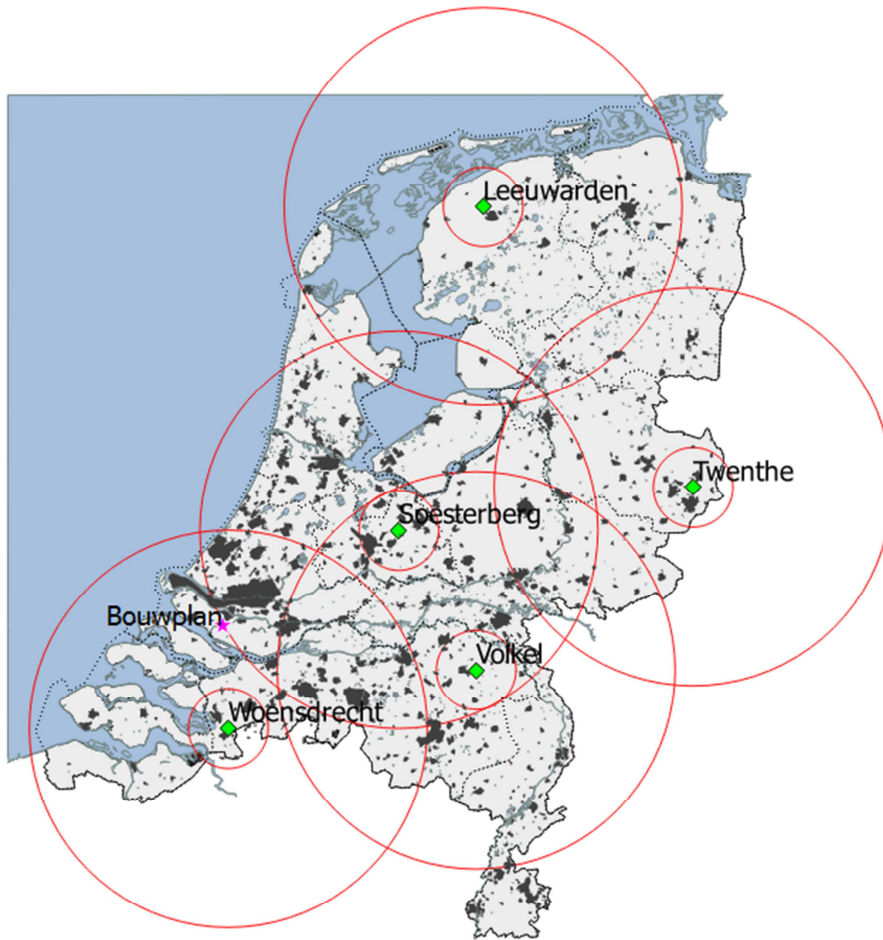 Leeuwarden
Twenthe
Soesterberg
Bouwplan
Volkel
Woensdrecht